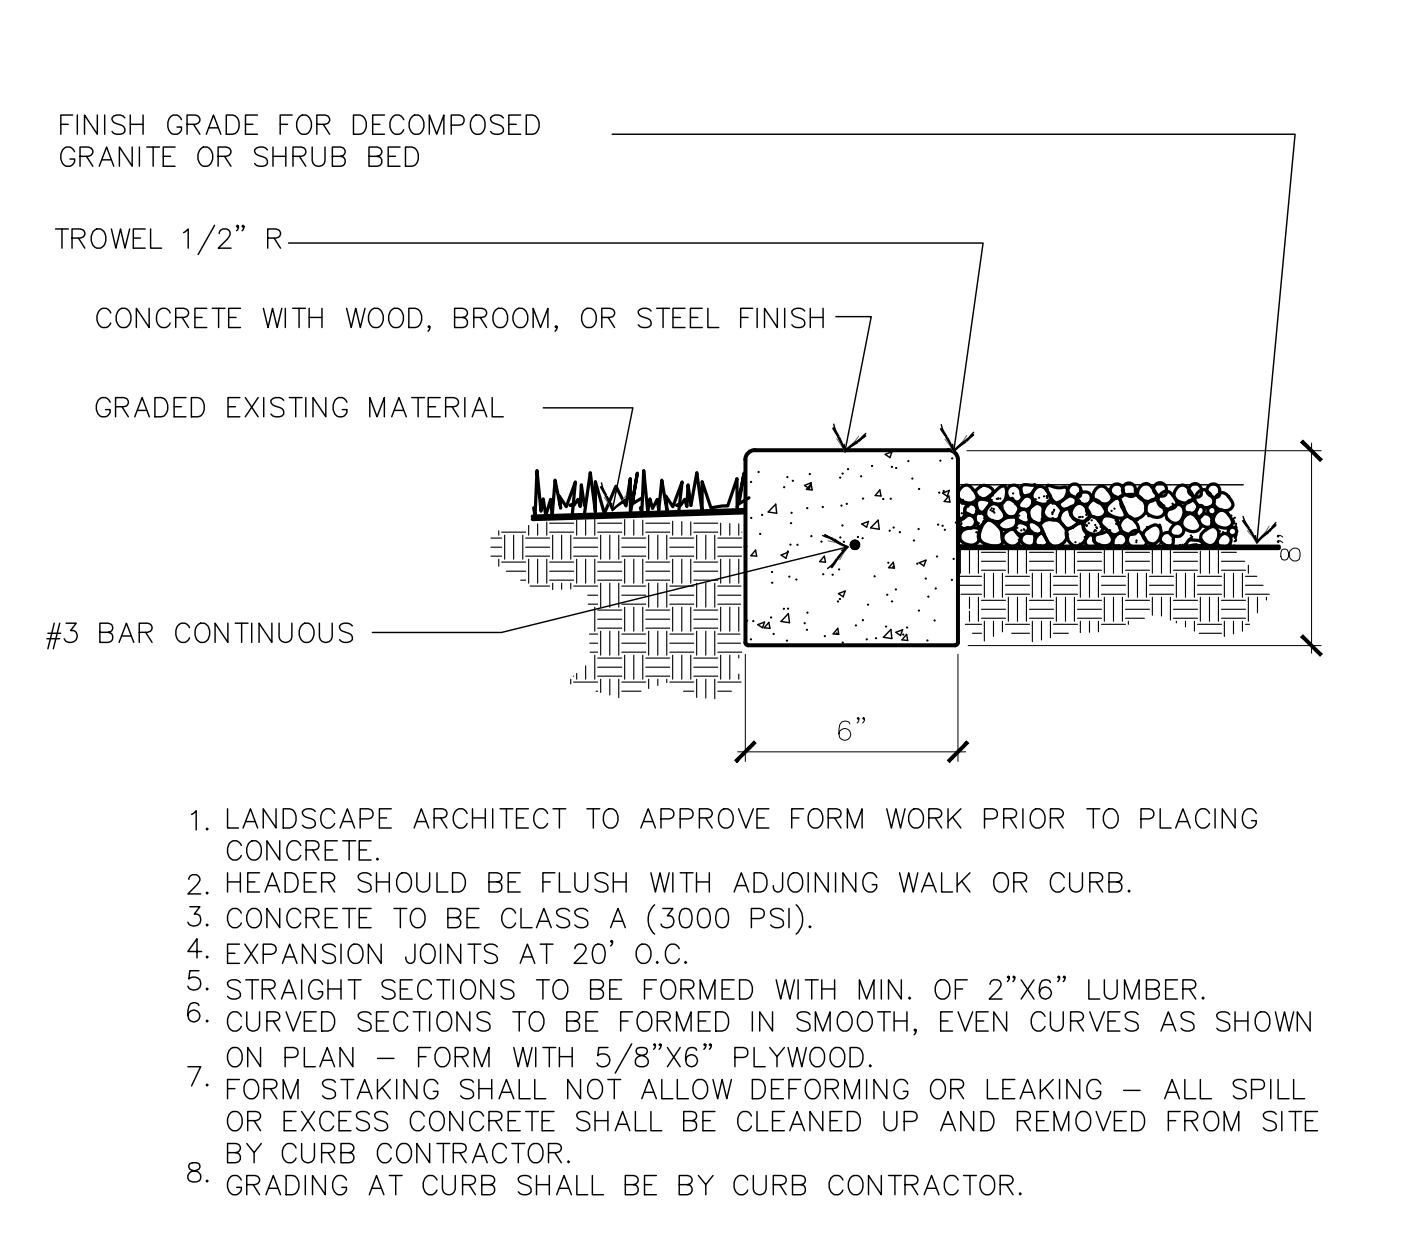 FINISH GRADE FOR DECOMPOSED
GRANITE OR SHRUB BED
TROWEL 1/2" R
CONCRETE WITH WOOD, BROOM, OR STEEL FINISH
GRADED EXISTING MATERIAL
8"
#3 BAR CONTINUOUS
6"
1. LANDSCAPE ARCHITECT TO APPROVE FORM WORK PRIOR TO PLACING
CONCRETE.
2. HEADER SHOULD BE FLUSH WITH ADJOINING WALK OR CURB.
3. CONCRETE TO BE CLASS A (3000 PSI).
4. EXPANSION JOINTS AT 20' O.C.
5. STRAIGHT SECTIONS TO BE FORMED WITH MIN. OF 2"X6" LUMBER.
6. CURVED SECTIONS TO BE FORMED IN SMOOTH, EVEN CURVES AS SHOWN
ON PLAN – FORM WITH 5/8"X6" PLYWOOD.
7. FORM STAKING SHALL NOT ALLOW DEFORMING OR LEAKING – ALL SPILL
OR EXCESS CONCRETE SHALL BE CLEANED UP AND REMOVED FROM SITE
BY CURB CONTRACTOR.
8. GRADING AT CURB SHALL BE BY CURB CONTRACTOR.